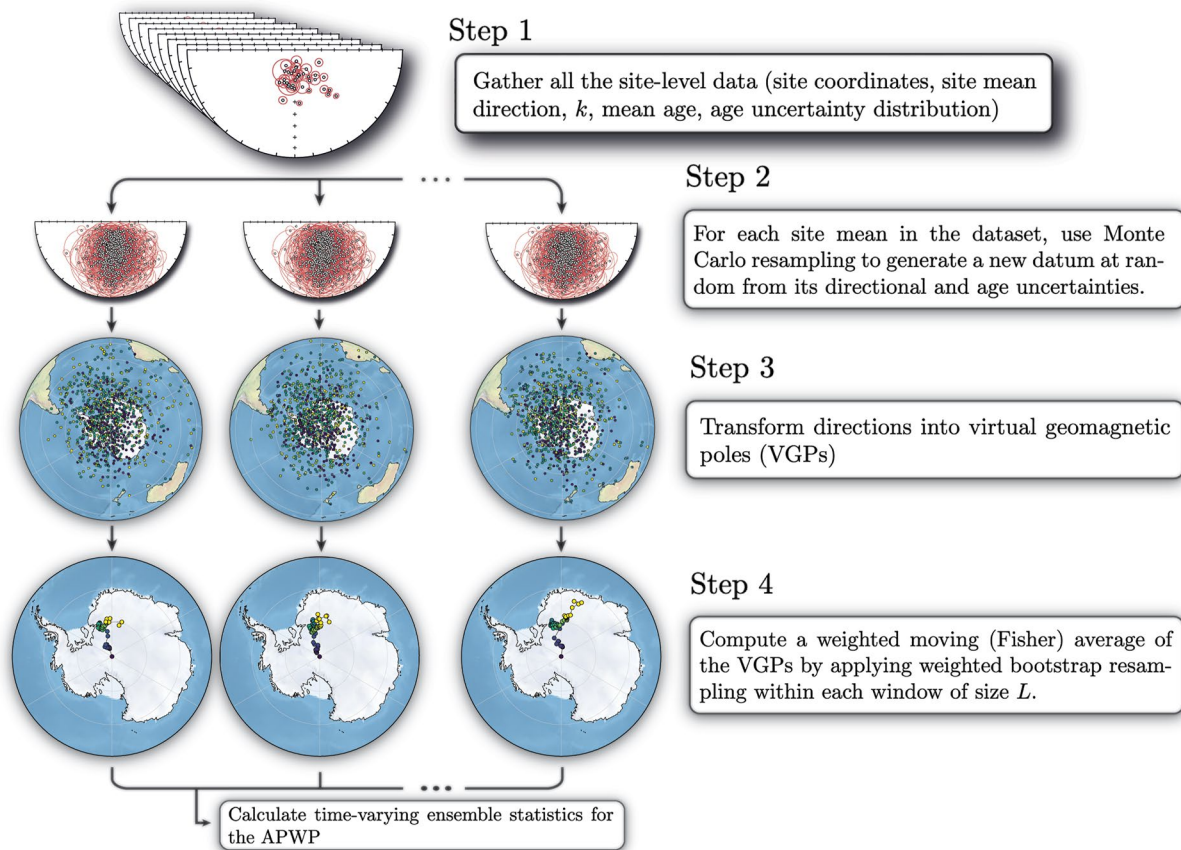 Step 1
Gather all the site-level data (site coordinates, site mean
direction, k, mean age, age uncertainty distribution)
Step 2
For each site mean in the dataset, use Monte
Carlo resampling to generate a new datum at ran-
dom from its directional and age uncertainties.
Step 3
Transform directions into virtual geomagnetic
poles (VGPs)
Step 4
Compute a weighted moving (Fisher) average of
the VGPs by applying weighted bootstrap resam-
pling within each window of size L.
Calculate time-varying ensemble statistics for
the APWP